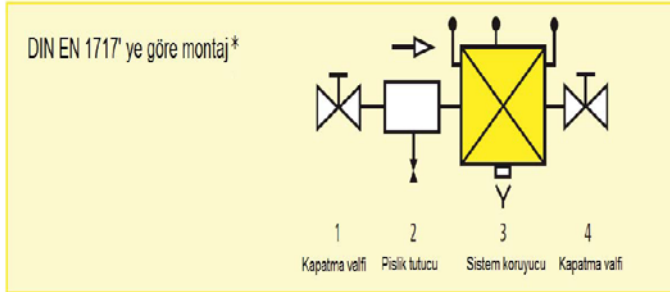 DIN EN 1717' ye göre montaj*
1 2 3 4
Kapatma valfi Pislik tutucu Sistem koruyucu Kapatma valfi